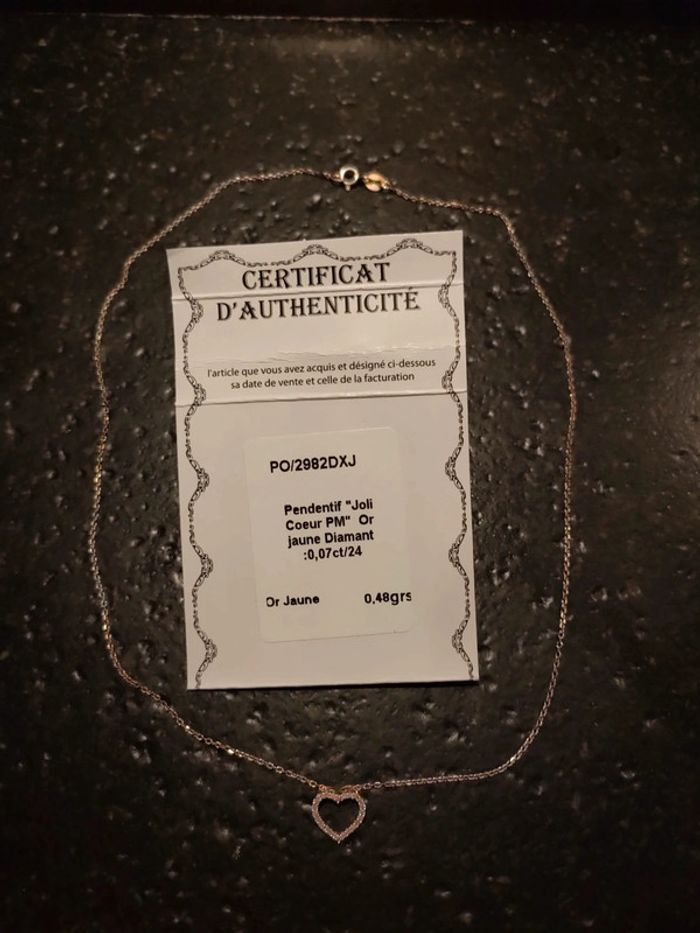 CERTIFICAT
D'AUTHENTICITÉ
l'article que vous avez acquis et désigné ci-dessous
sa date de vente et celle de la facturation
PO/2982DXJ
Pendentif "Joli
Coeur PM" Or
jaune Diamant
:0,07ct/24
Or Jaune 0,48grs